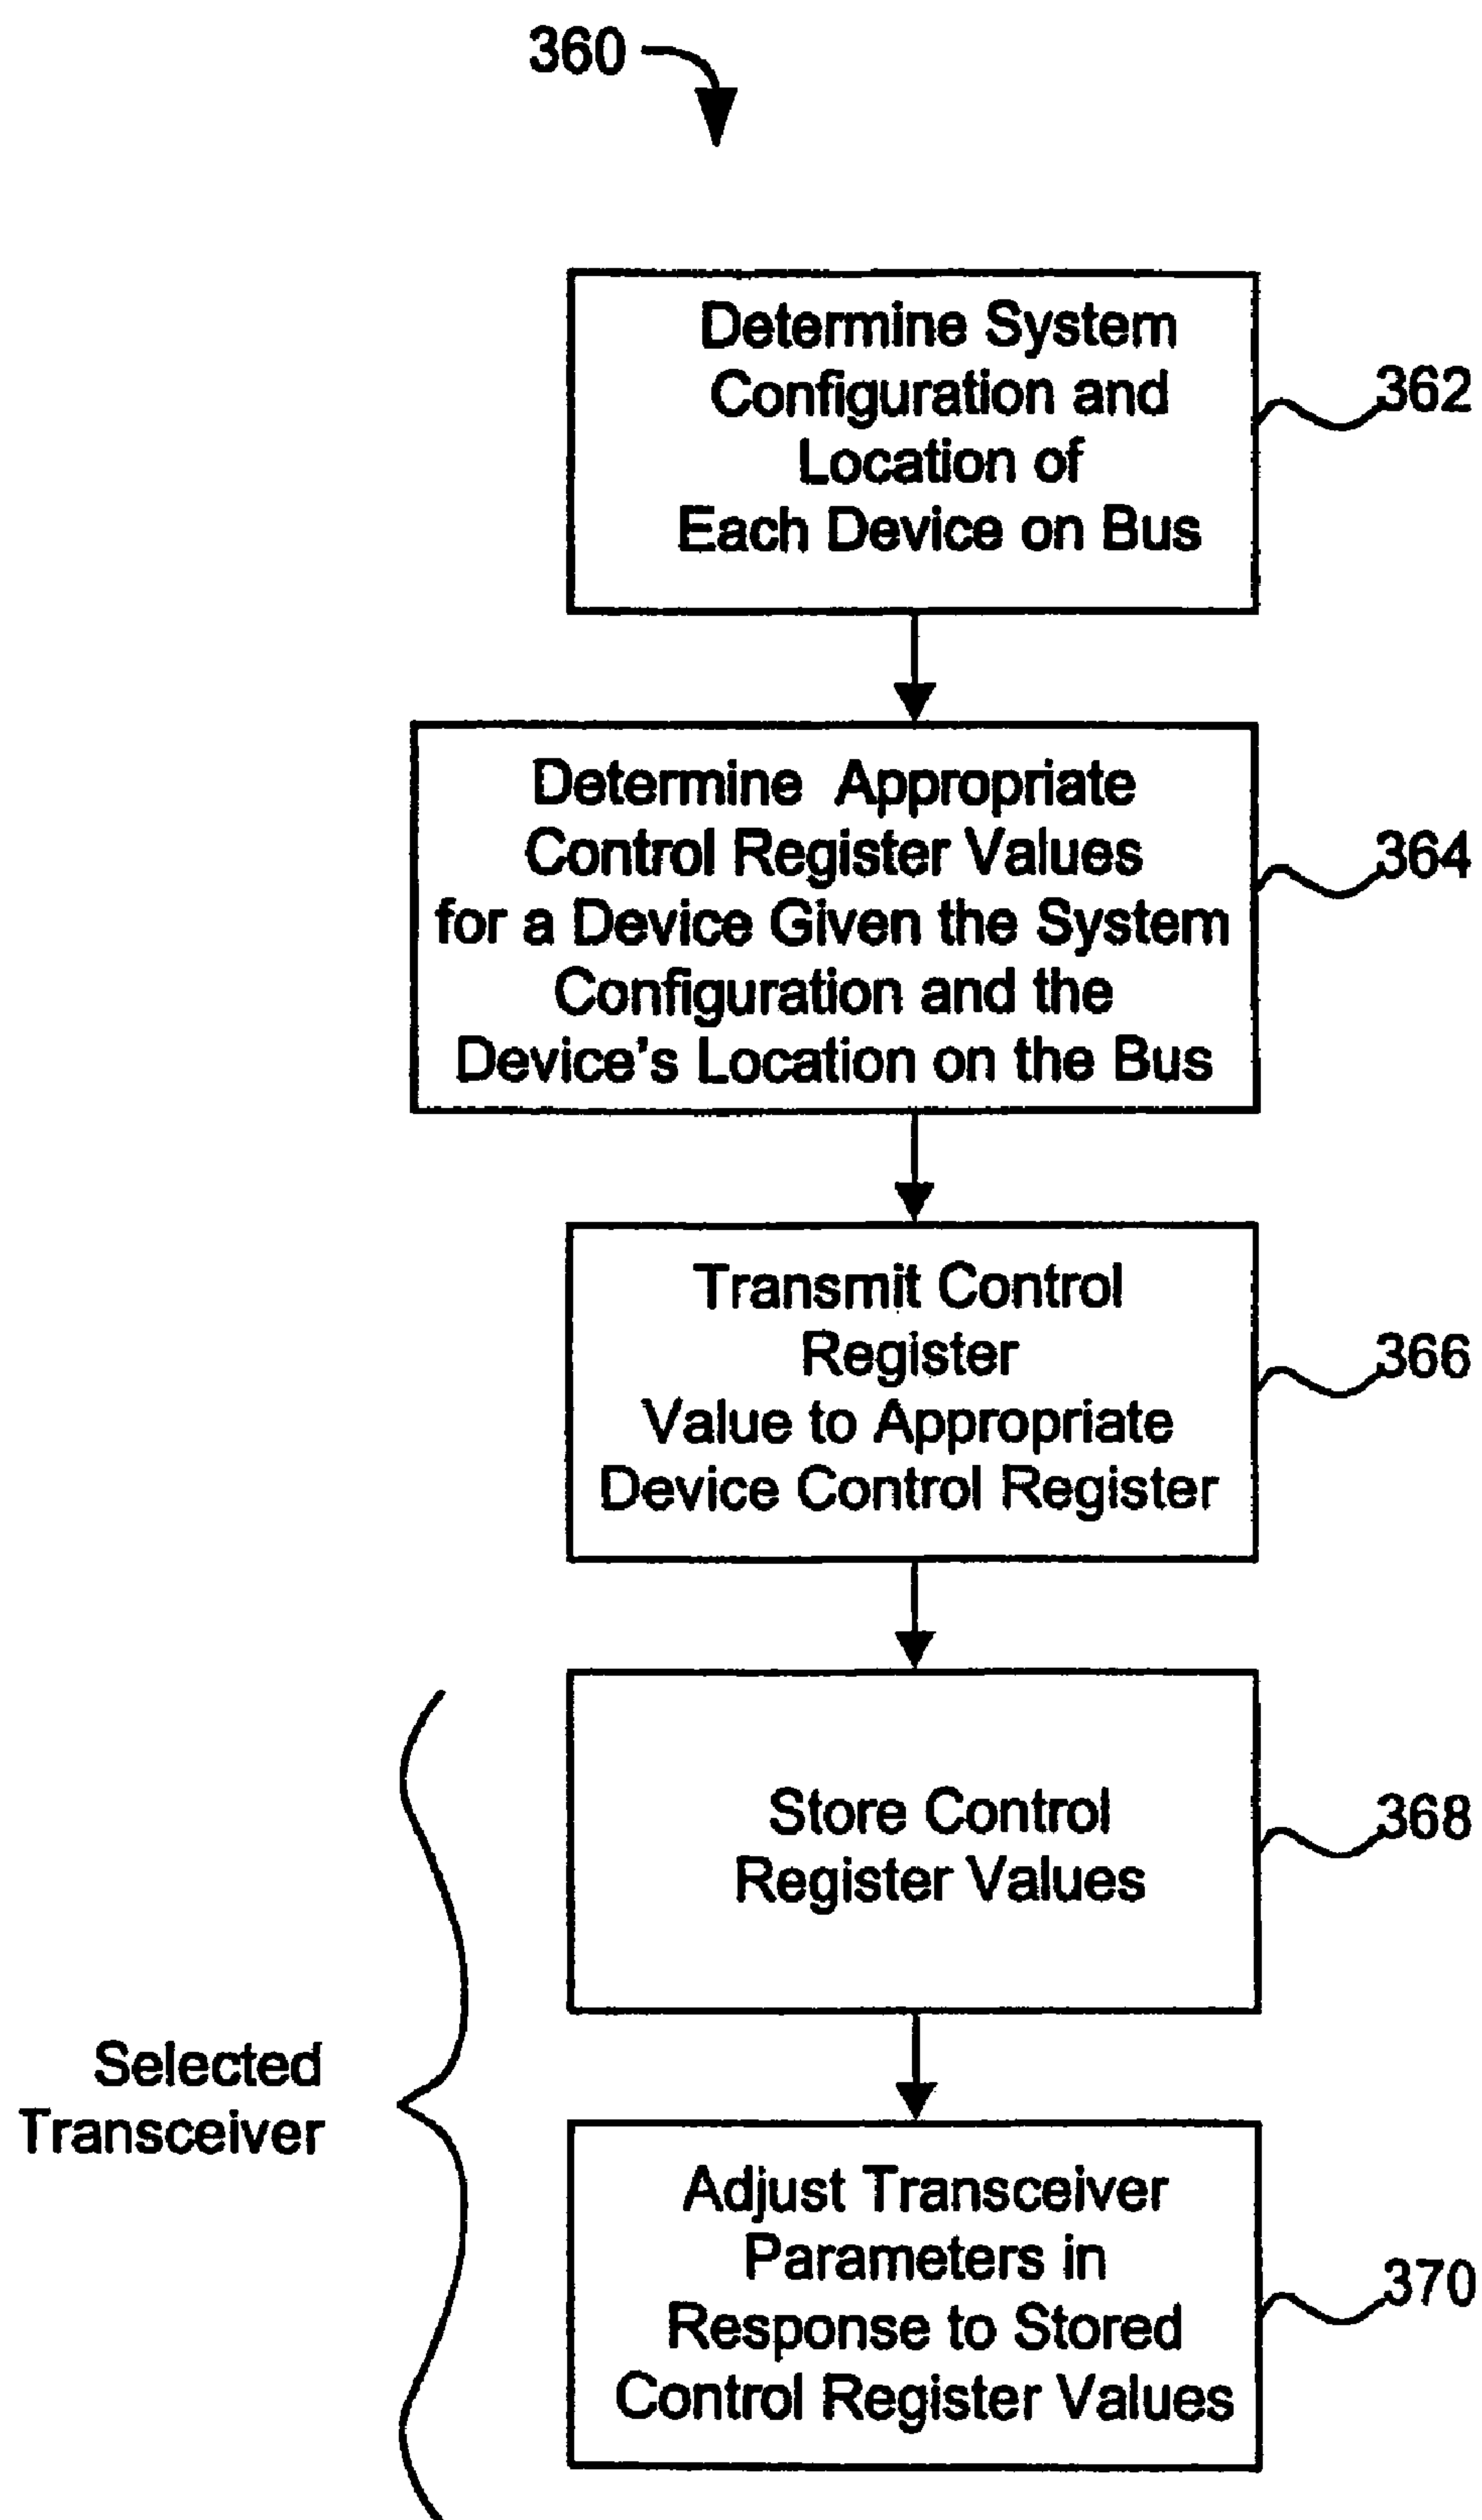 360
Determine System
Configuration and
Location of
Each Device on Bus
362
Determine Appropriate
Control Register Values
for a Device Given the System
Configuration and the
Device's Location on the Bus
364
Transmit Control
Register
Value to Appropriate
Device Control Register
366
Store Control
Register Values
368
Selected
Transceiver
Adjust Transceiver
Parameters in
Response to Stored
Control Register Values
370